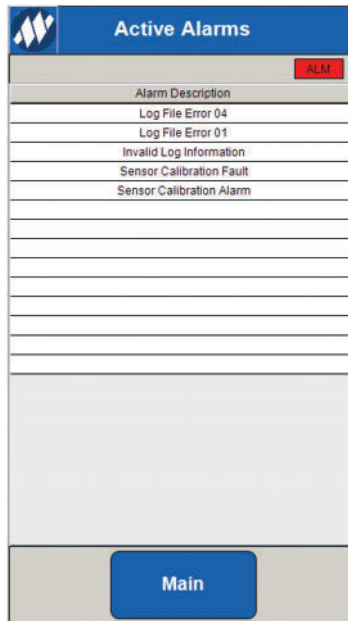 Active Alarms
ALM
Alarm Description
Log File Error 04
Log File Error 01
Invalid Log Information
Sensor Calibration Fault
Sensor Calibration Alarm
Main